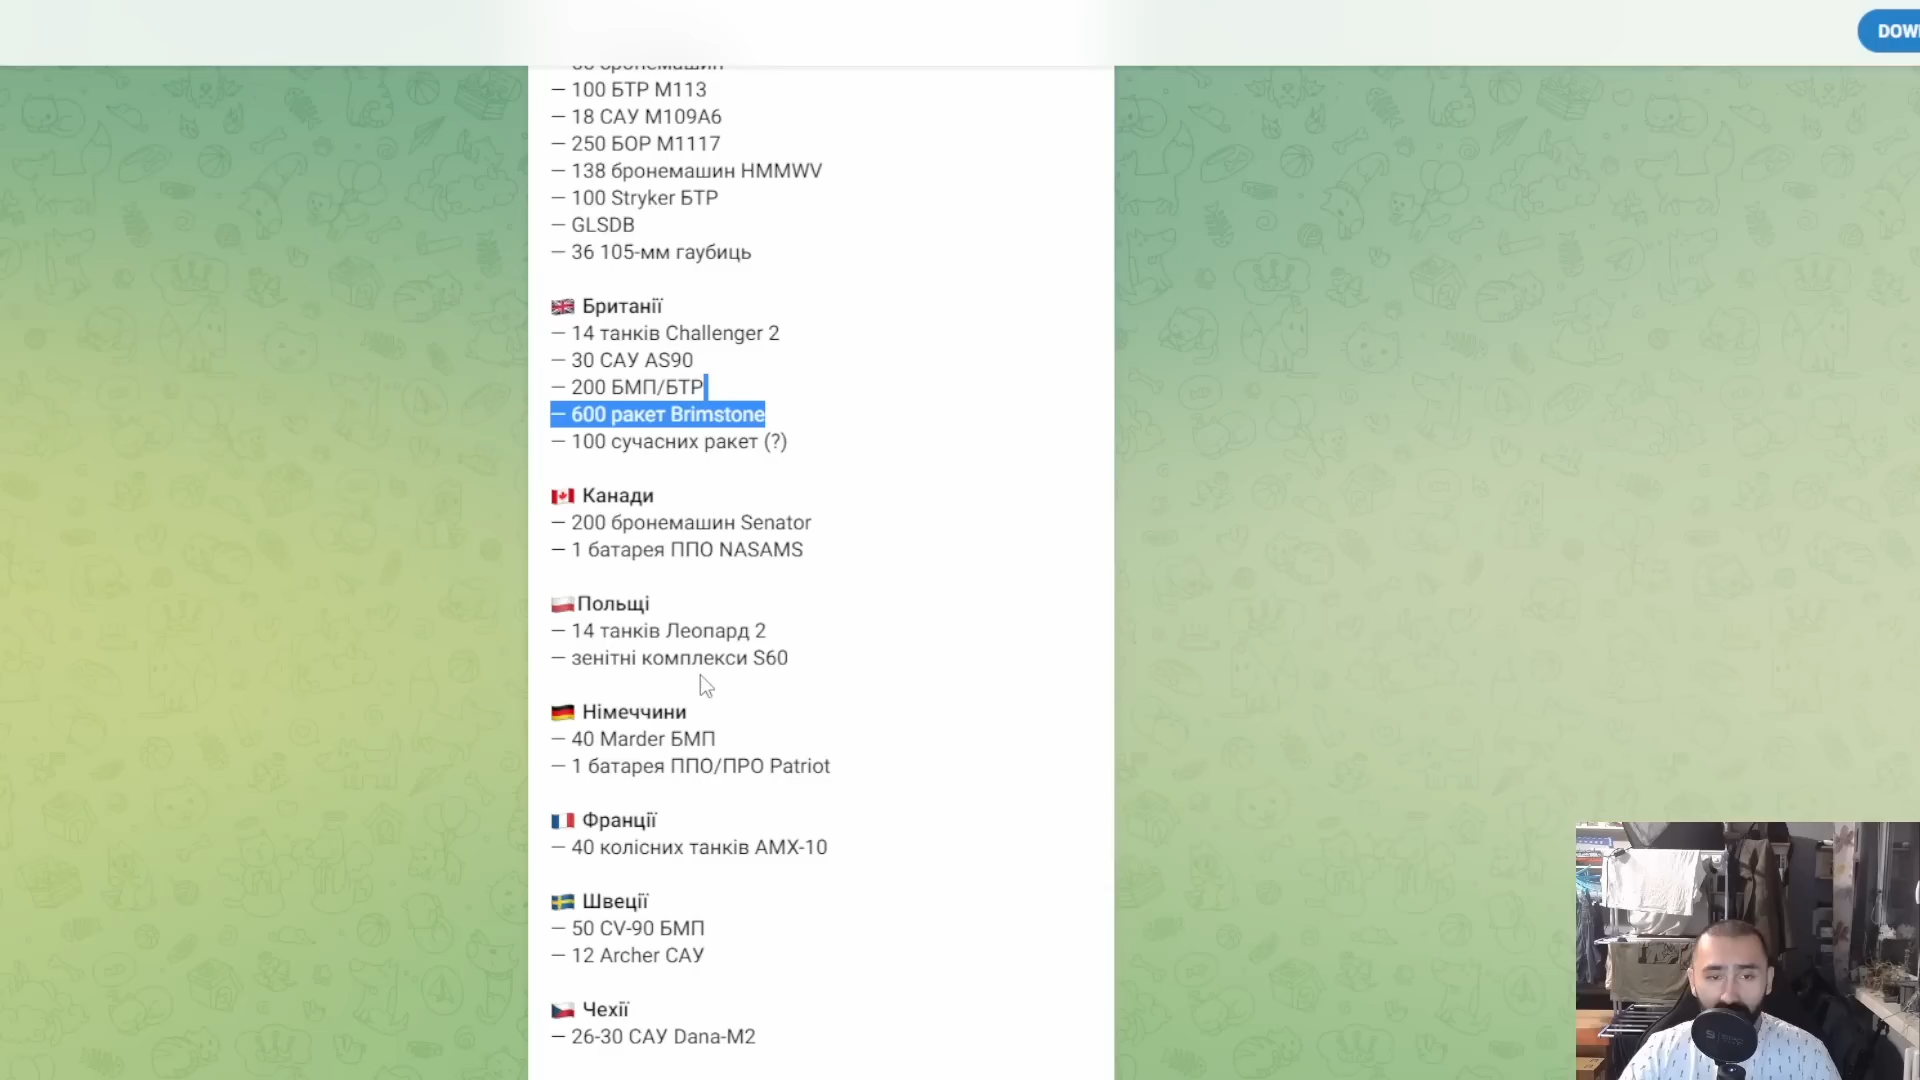 DOW
— 100 БТР M113
— 18 САУ M109A6
— 250 БОР M1117
— 138 бронемашин HMMWV
— 100 Stryker БТР
— GLSDB
— 36 105-мм гаубиць
Британії
— 14 танків Challenger 2
— 30 САУ AS90
— 200 БМП/БТР
— 600 ракет Brimstone
— 100 сучасних ракет (?)
Канади
— 200 бронемашин Senator
— 1 батарея ППО NASAMS
Польщі
— 14 танків Леопард 2
— зенітні комплекси S60
Німеччини
— 40 Marder БМП
— 1 батарея ППО/ПРО Patriot
Франції
— 40 колісних танків AMX-10
Швеції
— 50 CV-90 БМП
— 12 Archer САУ
Чехії
— 26-30 САУ Dana-M2